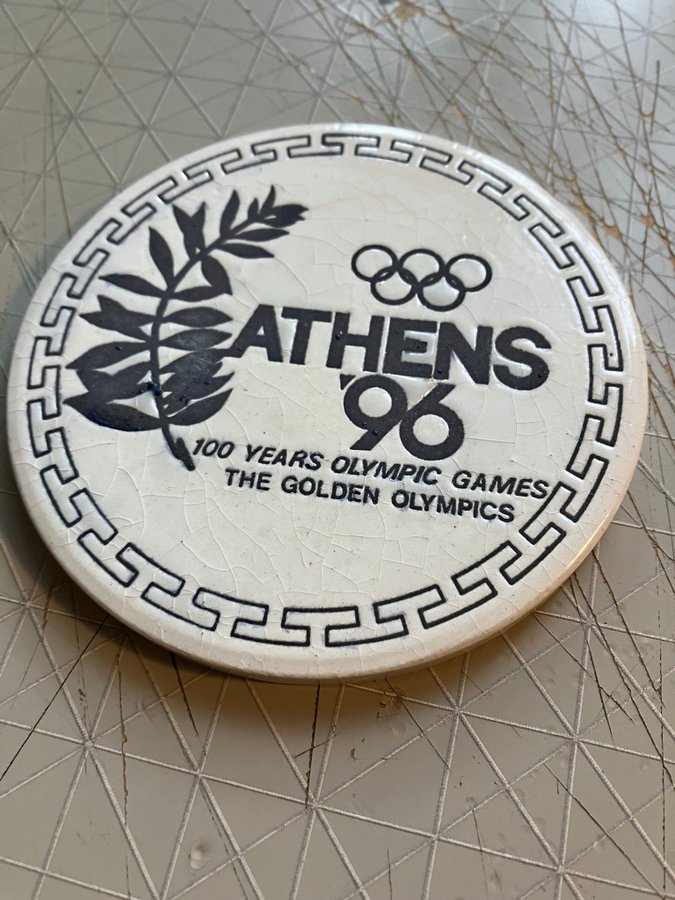 ATHENS
'96
100 YEARS OLYMPIC GAMES
THE GOLDEN OLYMPICS